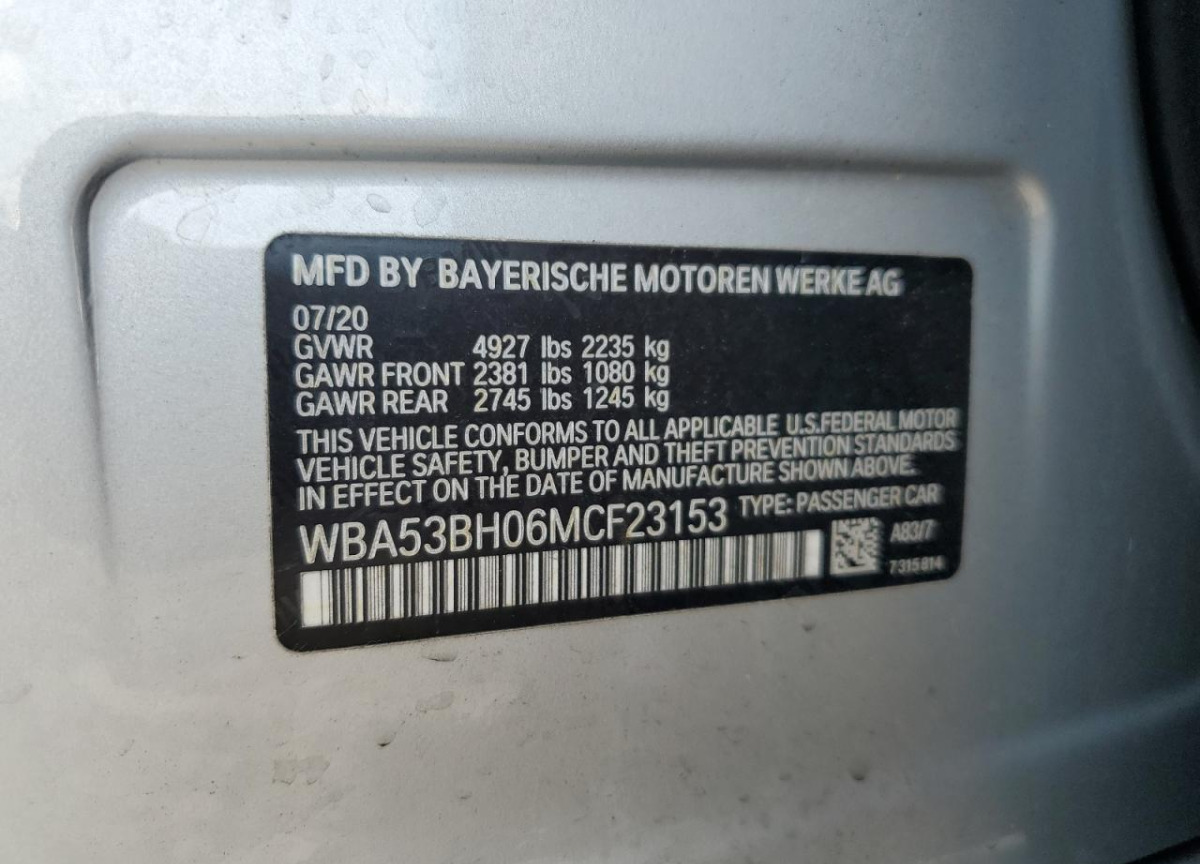 MFD BY BAYERISCHE MOTOREN WERKE AG
07/20
GVWR 4927 lbs 2235 kg
GAWR FRONT 2381 lbs 1080 kg
GAWR REAR 2745 lbs 1245 kg
THIS VEHICLE CONFORMS TO ALL APPLICABLE U.S.FEDERAL MOTOR
VEHICLE SAFETY, BUMPER AND THEFT PREVENTION STANDARDS
IN EFFECT ON THE DATE OF MANUFACTURE SHOWN ABOVE.
WBA53BH06MCF23153 TYPE: PASSENGER CAR
A83/7
7315814